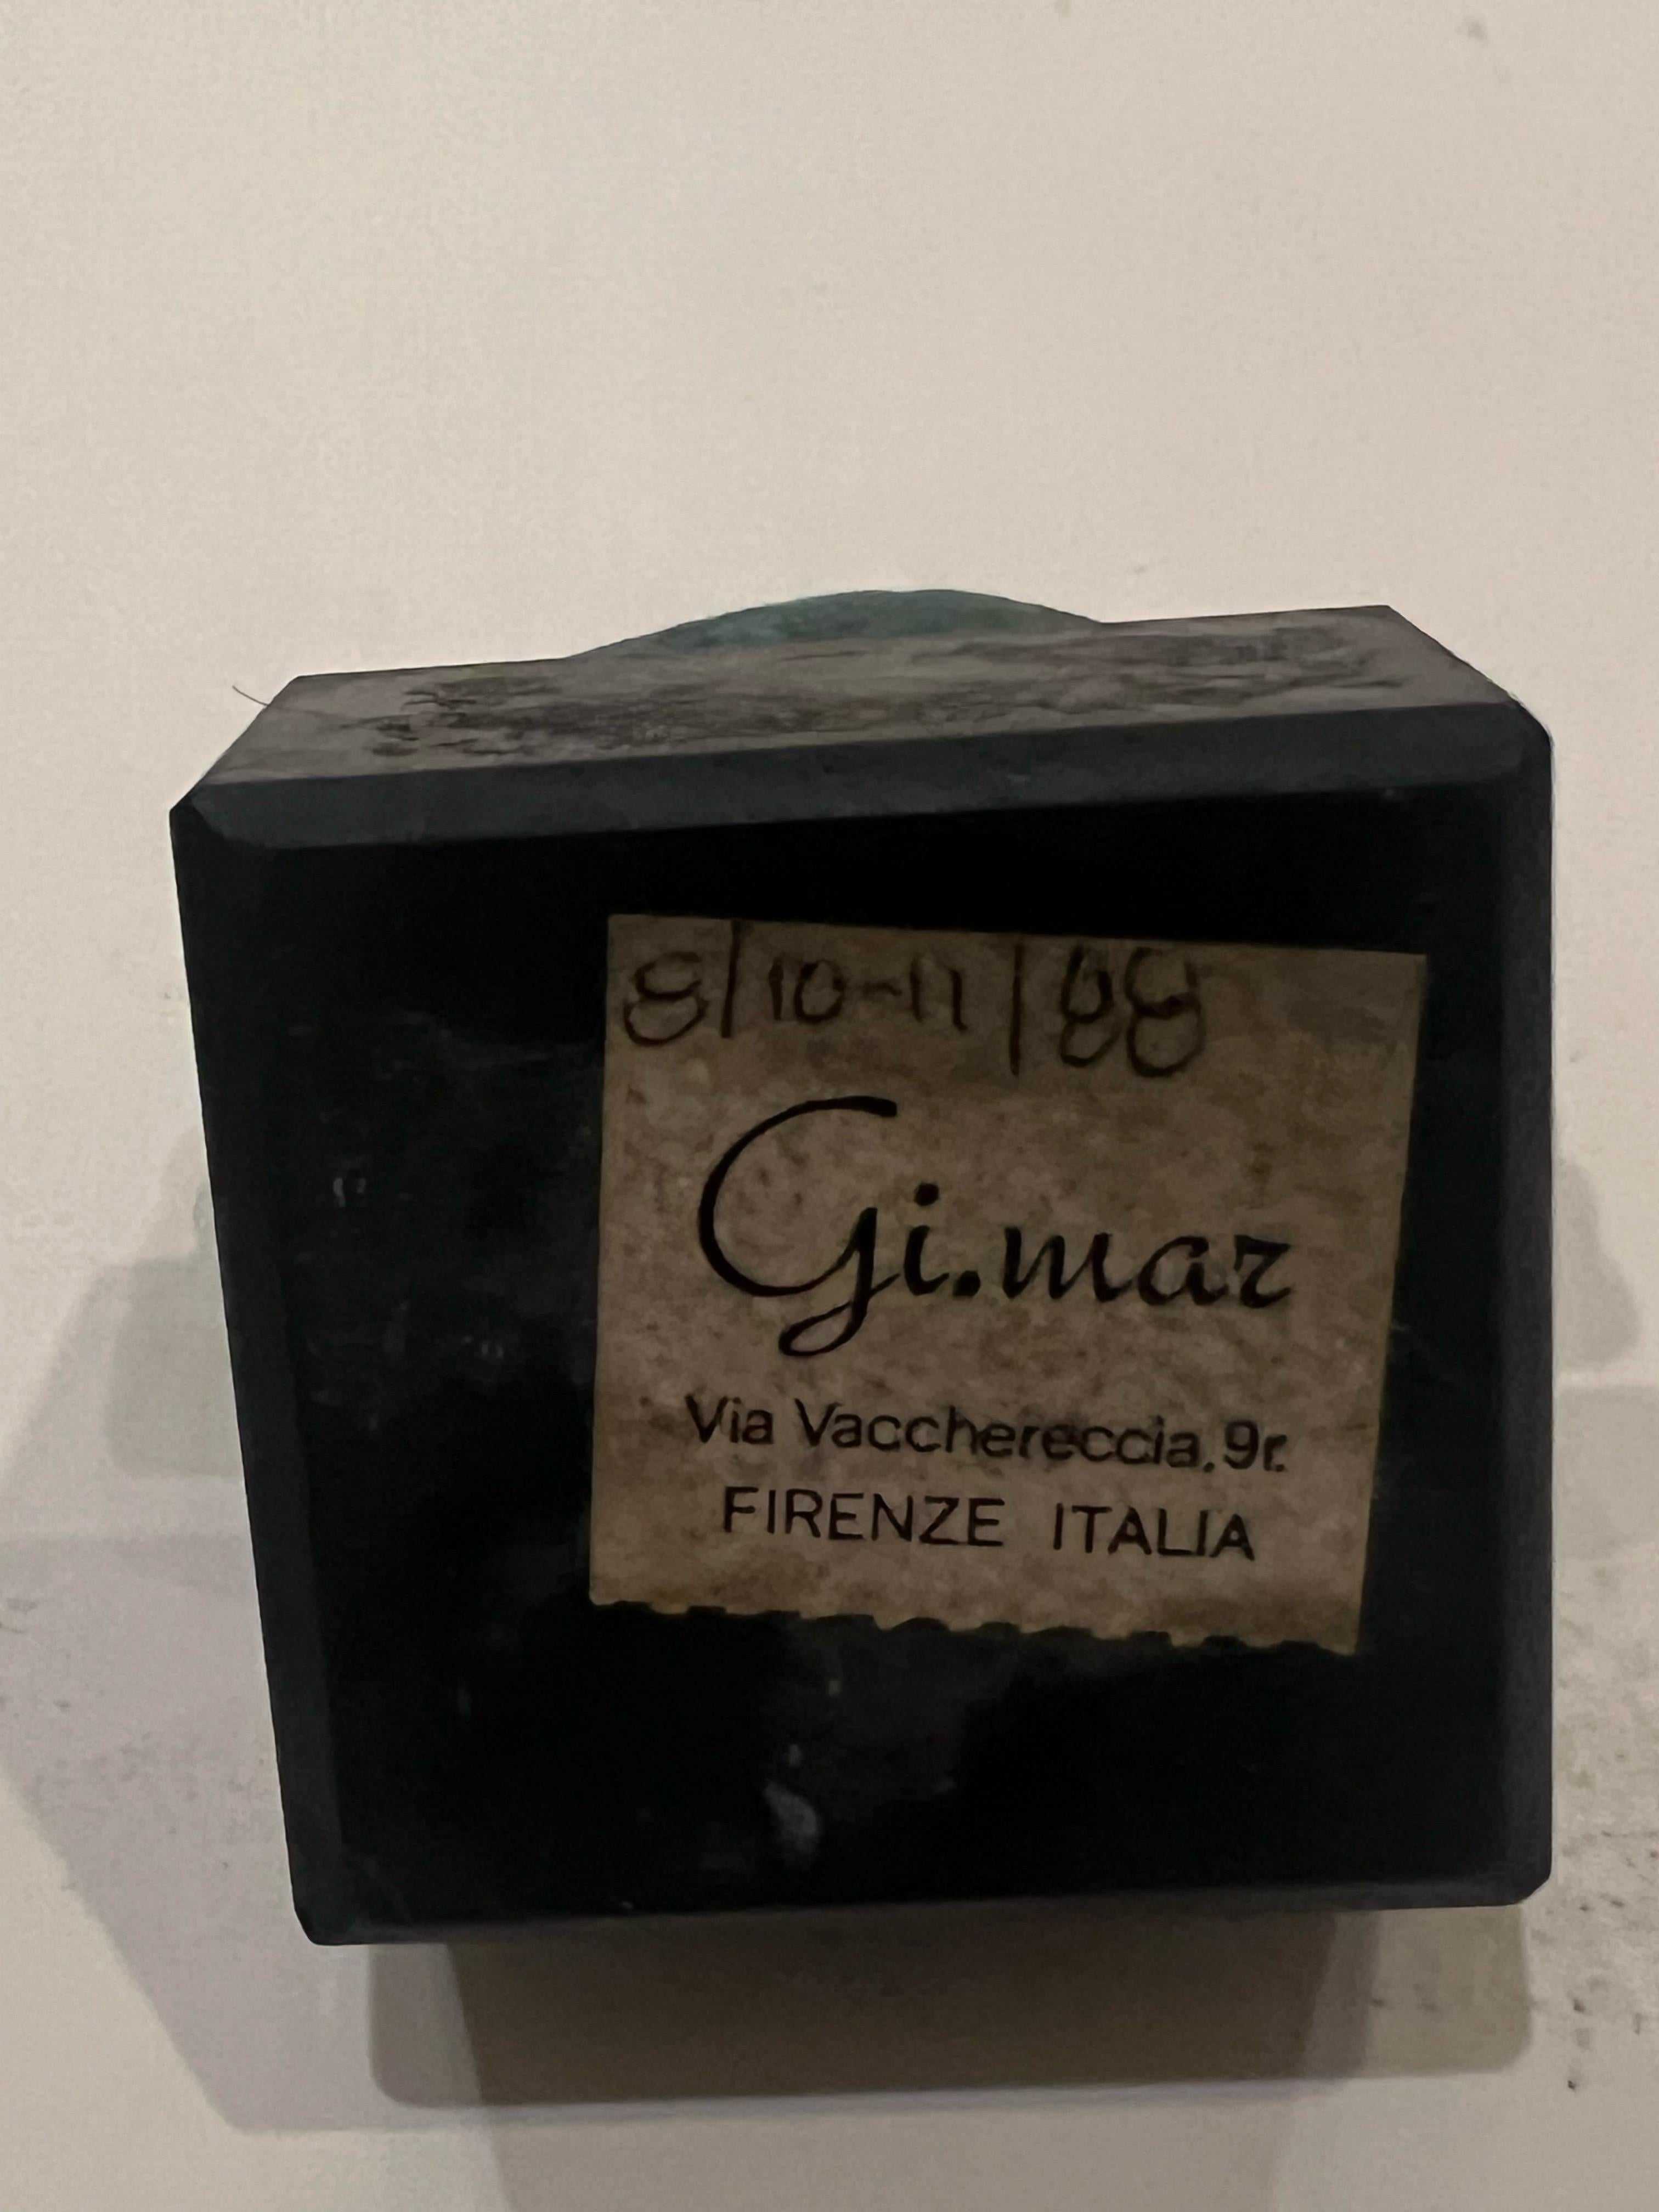 8/10-11/88
Gi.mar
Via Vacchereccia, 9r.
FIRENZE ITALIA